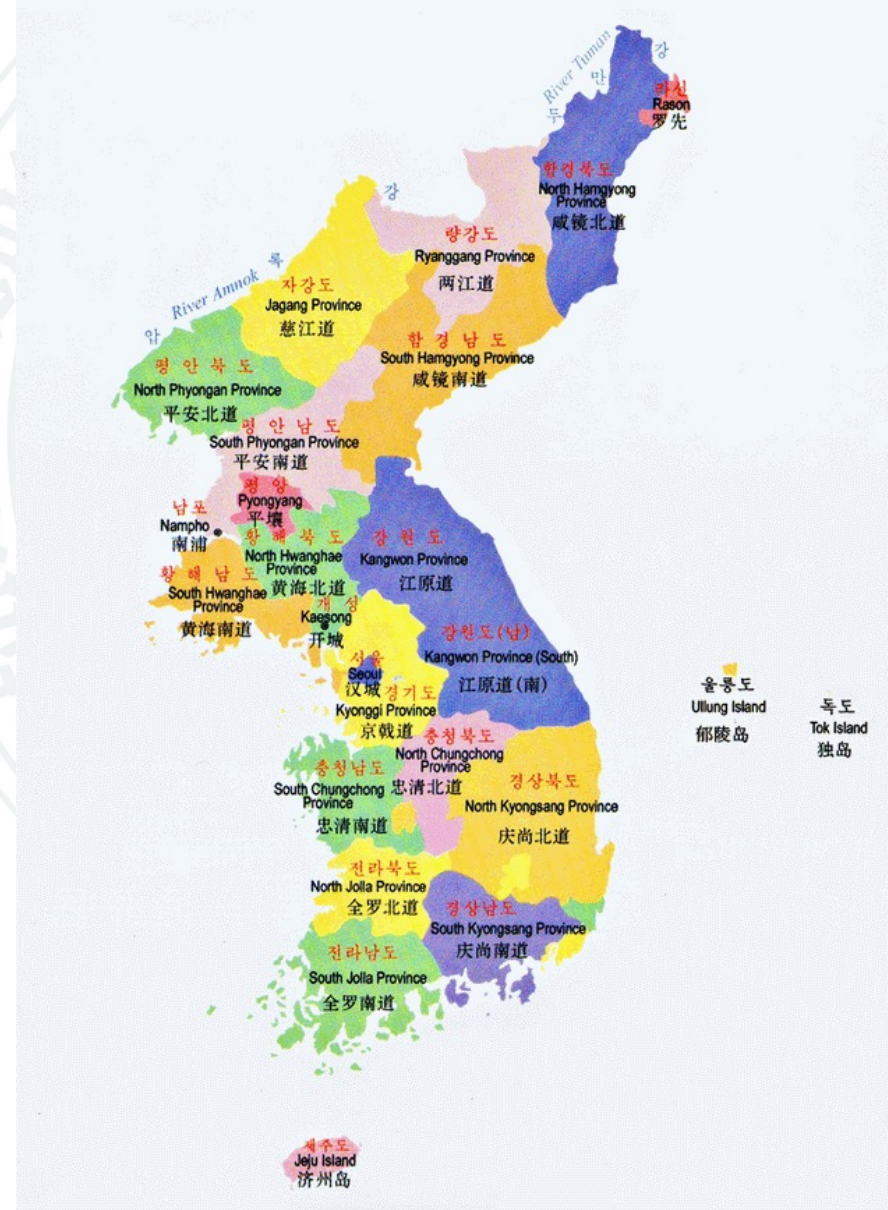 River Tuman
두 만 강
라선
Rason
罗先
함경북도
North Hamgyong
Province
咸镜北道
량강도
Ryanggang Province
两江道
River Amnok
압 록 강
자강도
Jagang Province
慈江道
함 경 남 도
South Hamgyong Province
咸镜南道
평 안 북 도
North Phyongan Province
平安北道
평 안 남 도
South Phyongan Province
平安南道
평 양
Pyongyang
平壤
남포
Nampho
南浦
황 해 북 도
North Hwanghae
Province
黄海北道
강 원 도
Kangwon Province
江原道
황 해 남 도
South Hwanghae
Province
黄海南道
개 성
Kaesong
开城
강원도(남)
Kangwon Province (South)
江原道(南)
서울
Seoul
汉城
경기도
Kyonggi Province
京戟道
울릉도
Ullung Island
郁陵岛
독도
Tok Island
独岛
충청북도
North Chungchong
Province
忠清北道
충청남도
South Chungchong
Province
忠清南道
경상북도
North Kyongsang Province
庆尚北道
전라북도
North Jolla Province
全罗北道
경상남도
South Kyongsang Province
庆尚南道
전라남도
South Jolla Province
全罗南道
제주도
Jeju Island
济州岛